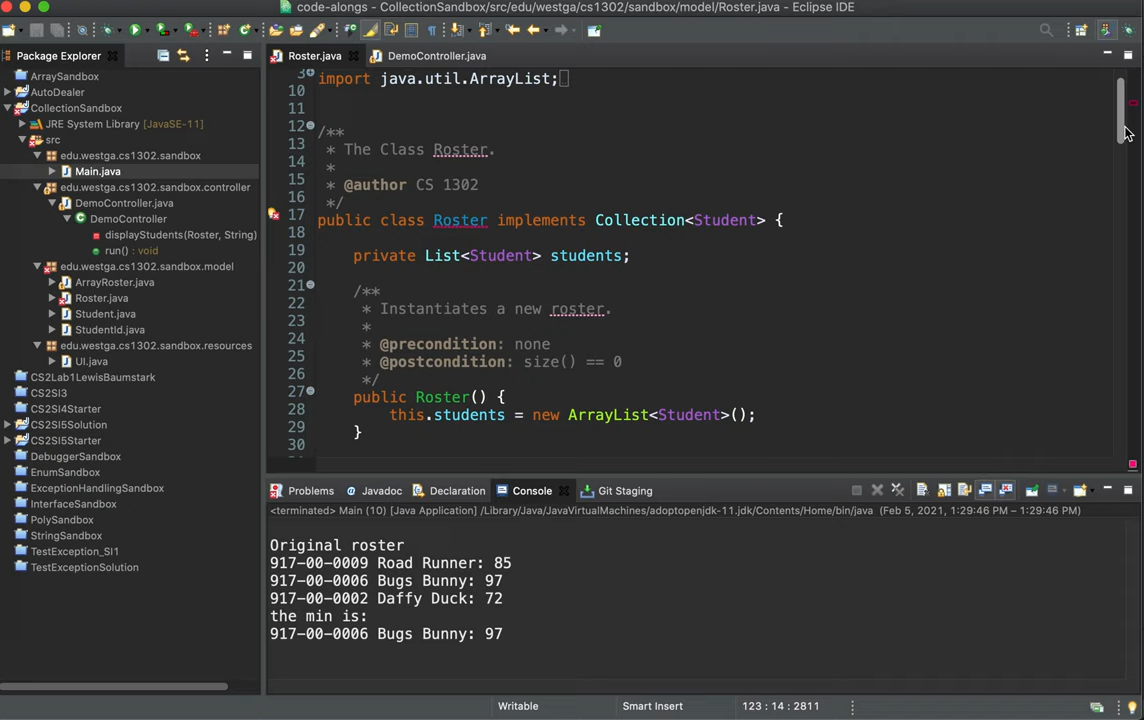 code-alongs - CollectionSandbox/src/edu/westga/cs1302/sandbox/model/Roster.java - Eclipse IDE
Package Explorer
ArraySandbox
AutoDealer
CollectionSandbox
JRE System Library [JavaSE-11]
src
edu.westga.cs1302.sandbox
Main.java
edu.westga.cs1302.sandbox.controller
DemoController.java
DemoController
displayStudents(Roster, String)
run() : void
edu.westga.cs1302.sandbox.model
ArrayRoster.java
Roster.java
Student.java
StudentId.java
edu.westga.cs1302.sandbox.resources
UI.java
CS2Lab1LewisBaumstark
CS2SI3
CS2SI4Starter
CS2SI5Solution
CS2SI5Starter
DebuggerSandbox
EnumSandbox
ExceptionHandlingSandbox
InterfaceSandbox
PolySandbox
StringSandbox
TestException_SI1
TestExceptionSolution
Roster.java
DemoController.java
3 import java.util.ArrayList;
10
11
12 /**
13 * The Class Roster.
14 *
15 * @author CS 1302
16 */
17 public class Roster implements Collection<Student> {
18
19 private List<Student> students;
20
21 /**
22 * Instantiates a new roster.
23 *
24 * @precondition: none
25 * @postcondition: size() == 0
26 */
27 public Roster() {
28 this.students = new ArrayList<Student>();
29 }
30
Problems
@ Javadoc
Declaration
Console
Git Staging
<terminated> Main (10) [Java Application] /Library/Java/JavaVirtualMachines/adoptopenjdk-11.jdk/Contents/Home/bin/java (Feb 5, 2021, 1:29:46 PM – 1:29:46 PM)
Original roster
917-00-0009 Road Runner: 85
917-00-0006 Bugs Bunny: 97
917-00-0002 Daffy Duck: 72
the min is:
917-00-0006 Bugs Bunny: 97
Writable
Smart Insert
123 : 14 : 2811